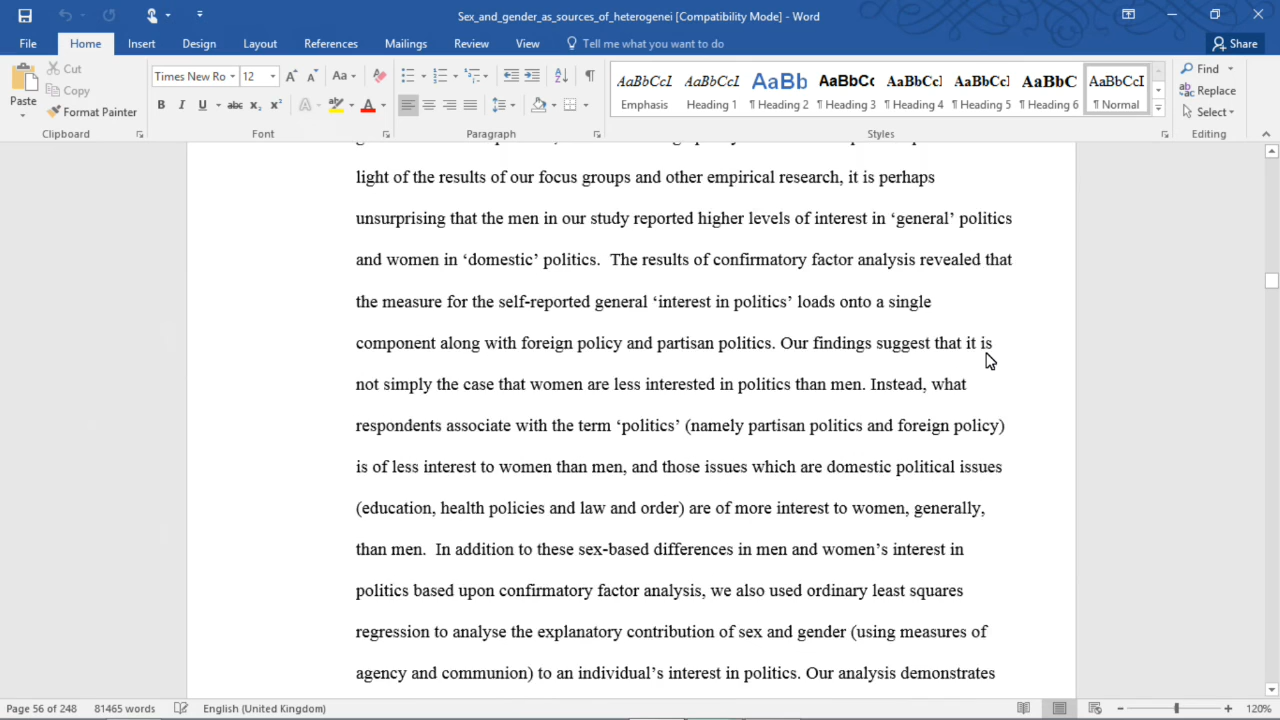 Sex_and_gender_as_sources_of_heterogenei [Compatibility Mode] - Word
File Home Insert Design Layout References Mailings Review View Tell me what you want to do Share
Paste Cut Copy Format Painter
Times New Ro 12 Aa
AaBbCcI AaBbCcL AaBb AaBbCc AaBbCcI AaBbCcI AaBbC AaBbCcI
Emphasis Heading 1 ¶ Heading 2 ¶ Heading 3 ¶ Heading 4 ¶ Heading 5 ¶ Heading 6 ¶ Normal
Find Replace Select
Clipboard Font Paragraph Styles Editing
light of the results of our focus groups and other empirical research, it is perhaps
unsurprising that the men in our study reported higher levels of interest in ‘general’ politics
and women in ‘domestic’ politics.  The results of confirmatory factor analysis revealed that
the measure for the self-reported general ‘interest in politics’ loads onto a single
component along with foreign policy and partisan politics. Our findings suggest that it is
not simply the case that women are less interested in politics than men. Instead, what
respondents associate with the term ‘politics’ (namely partisan politics and foreign policy)
is of less interest to women than men, and those issues which are domestic political issues
(education, health policies and law and order) are of more interest to women, generally,
than men.  In addition to these sex-based differences in men and women’s interest in
politics based upon confirmatory factor analysis, we also used ordinary least squares
regression to analyse the explanatory contribution of sex and gender (using measures of
agency and communion) to an individual’s interest in politics. Our analysis demonstrates
Page 56 of 248 81465 words English (United Kingdom) 120%